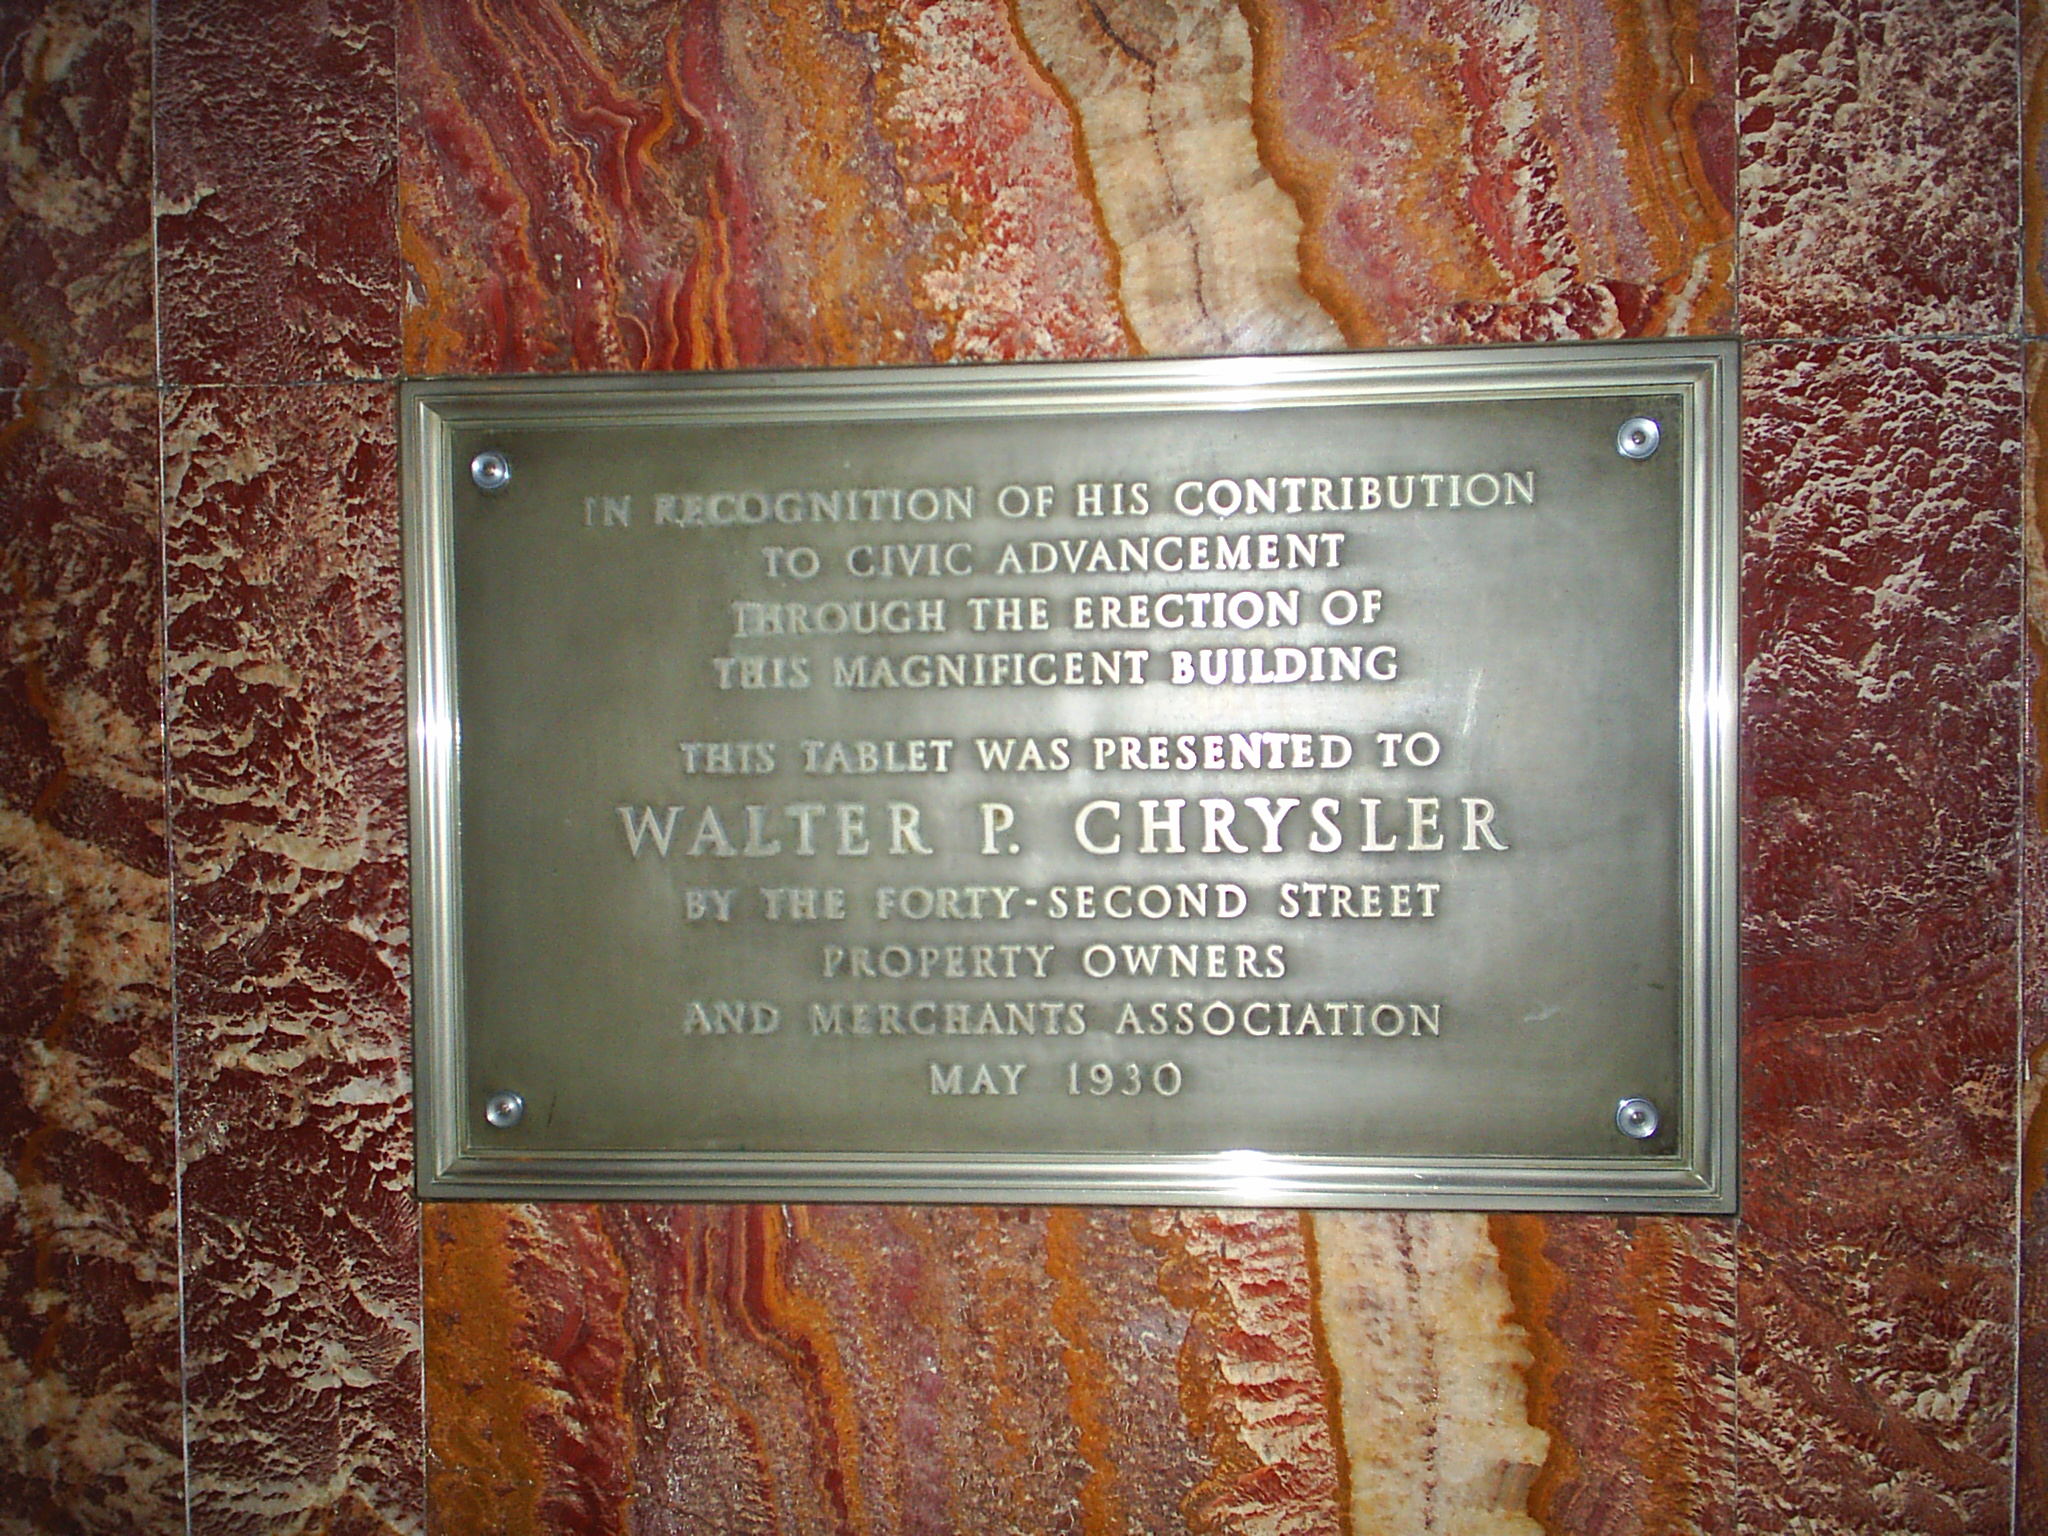 IN RECOGNITION OF HIS CONTRIBUTION
TO CIVIC ADVANCEMENT
THROUGH THE ERECTION OF
THIS MAGNIFICENT BUILDING
THIS TABLET WAS PRESENTED TO
WALTER P. CHRYSLER
BY THE FORTY-SECOND STREET
PROPERTY OWNERS
AND MERCHANTS ASSOCIATION
MAY 1930